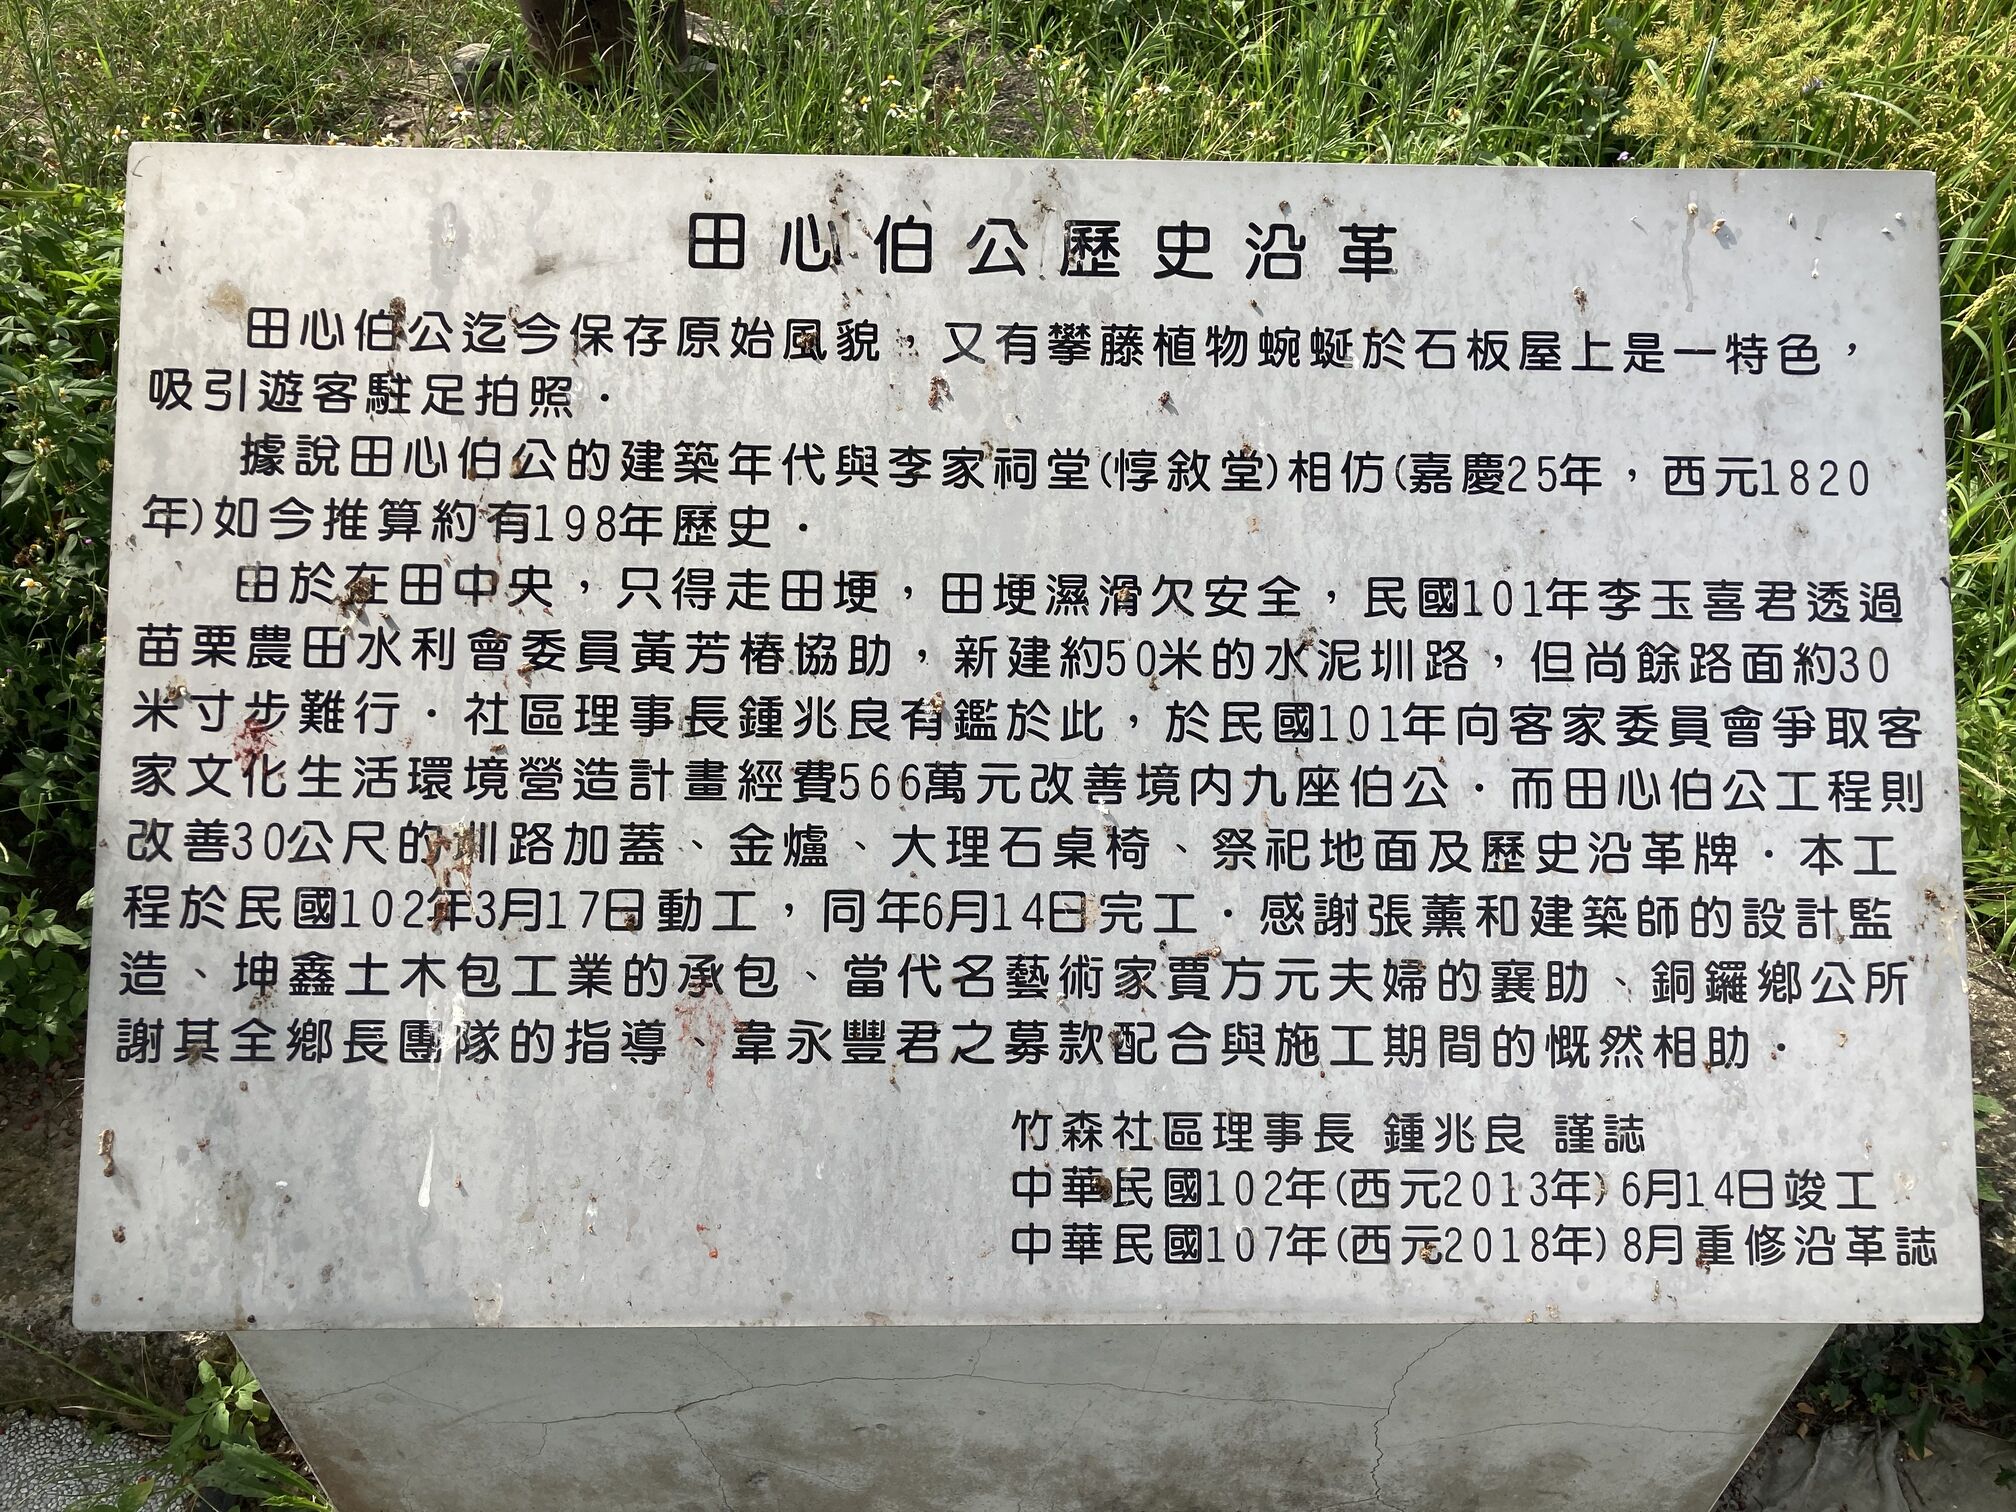 田心伯公歷史沿革
田心伯公迄今保存原始風貌，又有攀藤植物蜿蜒於石板屋上是一特色，
吸引遊客駐足拍照．
據說田心伯公的建築年代與李家祠堂(惇敘堂)相仿(嘉慶25年，西元1820
年)如今推算約有198年歷史．
由於在田中央，只得走田埂，田埂濕滑欠安全，民國101年李玉喜君透過
苗栗農田水利會委員黃芳椿協助，新建約50米的水泥圳路，但尚餘路面約30
米寸步難行．社區理事長鍾兆良有鑑於此，於民國101年向客家委員會爭取客
家文化生活環境營造計畫經費566萬元改善境內九座伯公．而田心伯公工程則
改善30公尺的圳路加蓋、金爐、大理石桌椅、祭祀地面及歷史沿革牌．本工
程於民國102年3月17日動工，同年6月14日完工．感謝張薰和建築師的設計監
造、坤鑫土木包工業的承包、當代名藝術家賈方元夫婦的襄助、銅鑼鄉公所
謝其全鄉長團隊的指導、韋永豐君之募款配合與施工期間的慨然相助．
竹森社區理事長 鍾兆良 謹誌
中華民國102年(西元2013年)6月14日竣工
中華民國107年(西元2018年)8月重修沿革誌